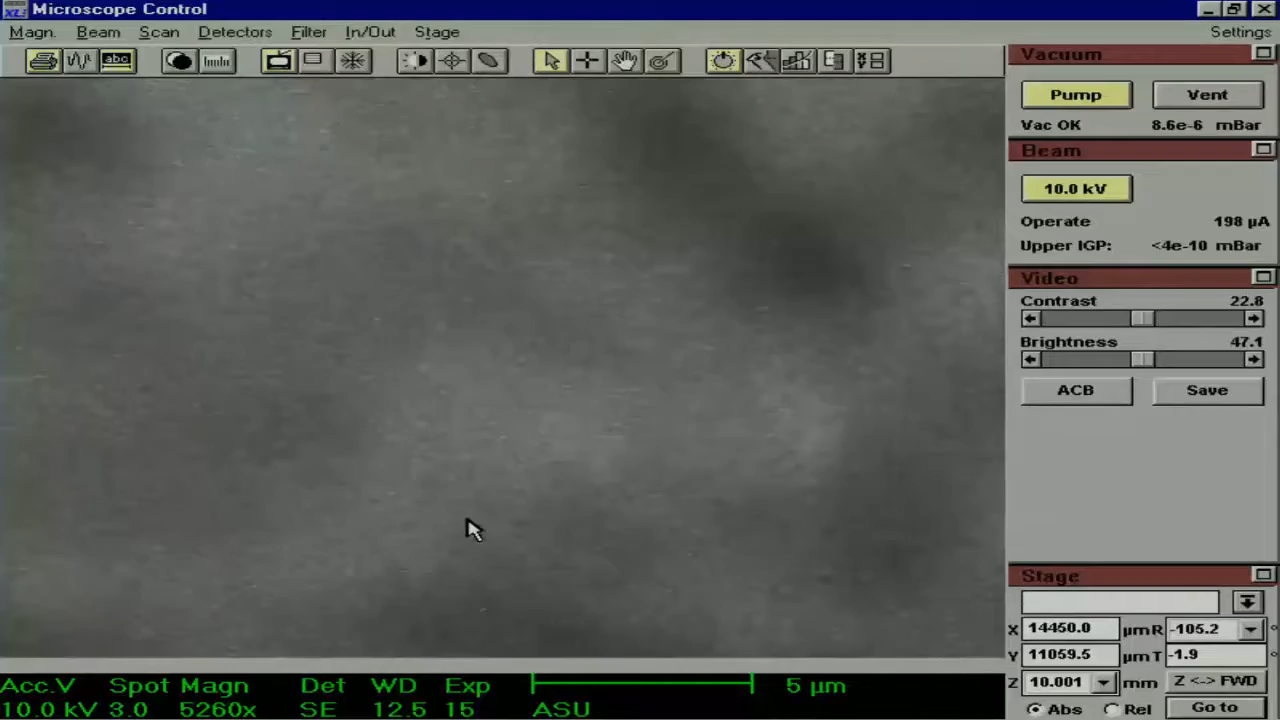 Microscope Control
Magn. Beam Scan Detectors Filter In/Out Stage Settings
abc
Vacuum
Pump Vent
Vac OK 8.6e-6 mBar
Beam
10.0 kV
Operate 198 µA
Upper IGP: <4e-10 mBar
Video
Contrast 22.8
Brightness 47.1
ACB Save
Stage
X 14450.0 µm R -105.2 °
Y 11059.5 µm T -1.9 °
Z 10.001 mm Z <-> FWD
Abs Rel Go to
Acc.V Spot Magn Det WD Exp 5 µm
10.0 kV 3.0 5260x SE 12.5 15 ASU